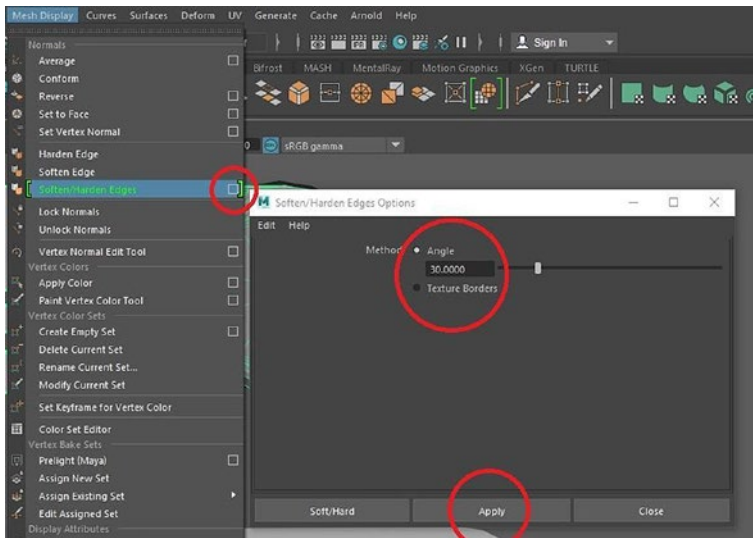 Mesh Display Curves Surfaces Deform UV Generate Cache Arnold Help
Sign In
Normals
Average
Conform
Reverse
Set to Face
Set Vertex Normal
Harden Edge
Soften Edge
Soften/Harden Edges
Lock Normals
Unlock Normals
Vertex Normal Edit Tool
Vertex Colors
Apply Color
Paint Vertex Color Tool
Vertex Color Sets
Create Empty Set
Delete Current Set
Rename Current Set...
Modify Current Set
Set Keyframe for Vertex Color
Color Set Editor
Vertex Bake Sets
Prelight (Maya)
Assign New Set
Assign Existing Set
Edit Assigned Set
Display Attributes
Bifrost MASH MentalRay Motion Graphics XGen TURTLE
0 sRGB gamma
M Soften/Harden Edges Options
Edit Help
Method Angle
30.0000
Texture Borders
Soft/Hard Apply Close